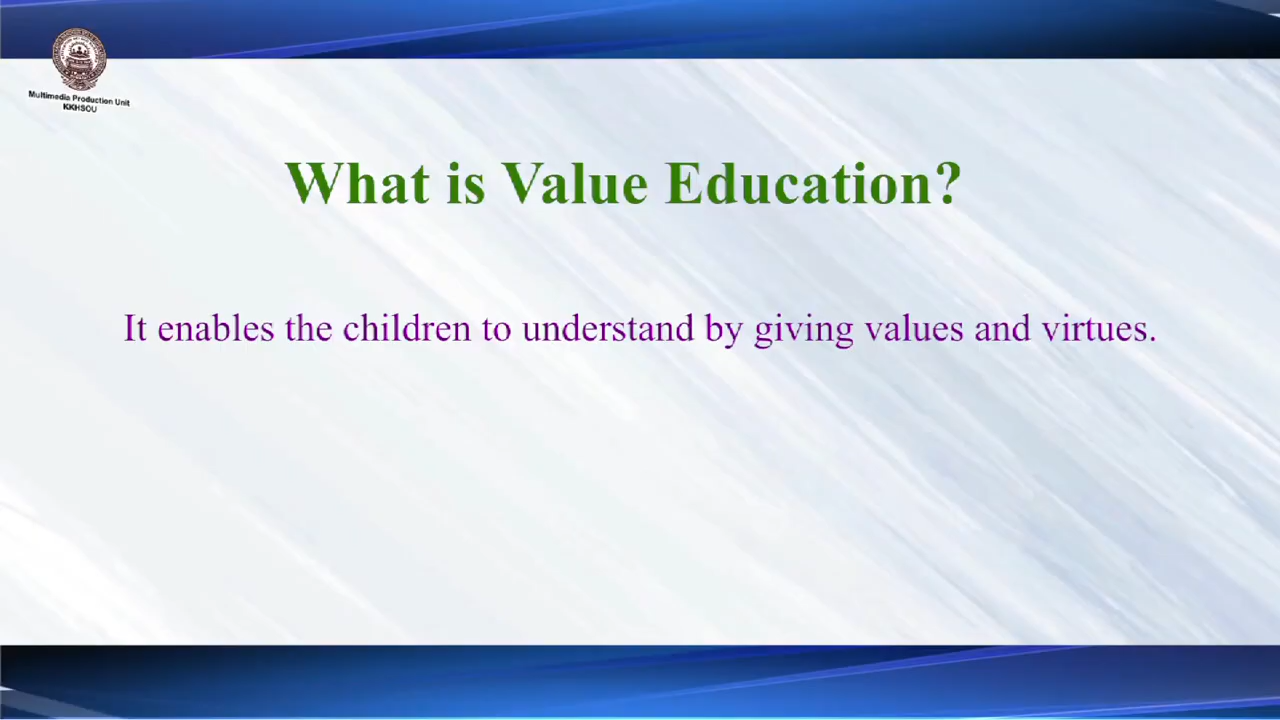 Multimedia Production Unit
KKHSOU
What is Value Education?
It enables the children to understand by giving values and virtues.